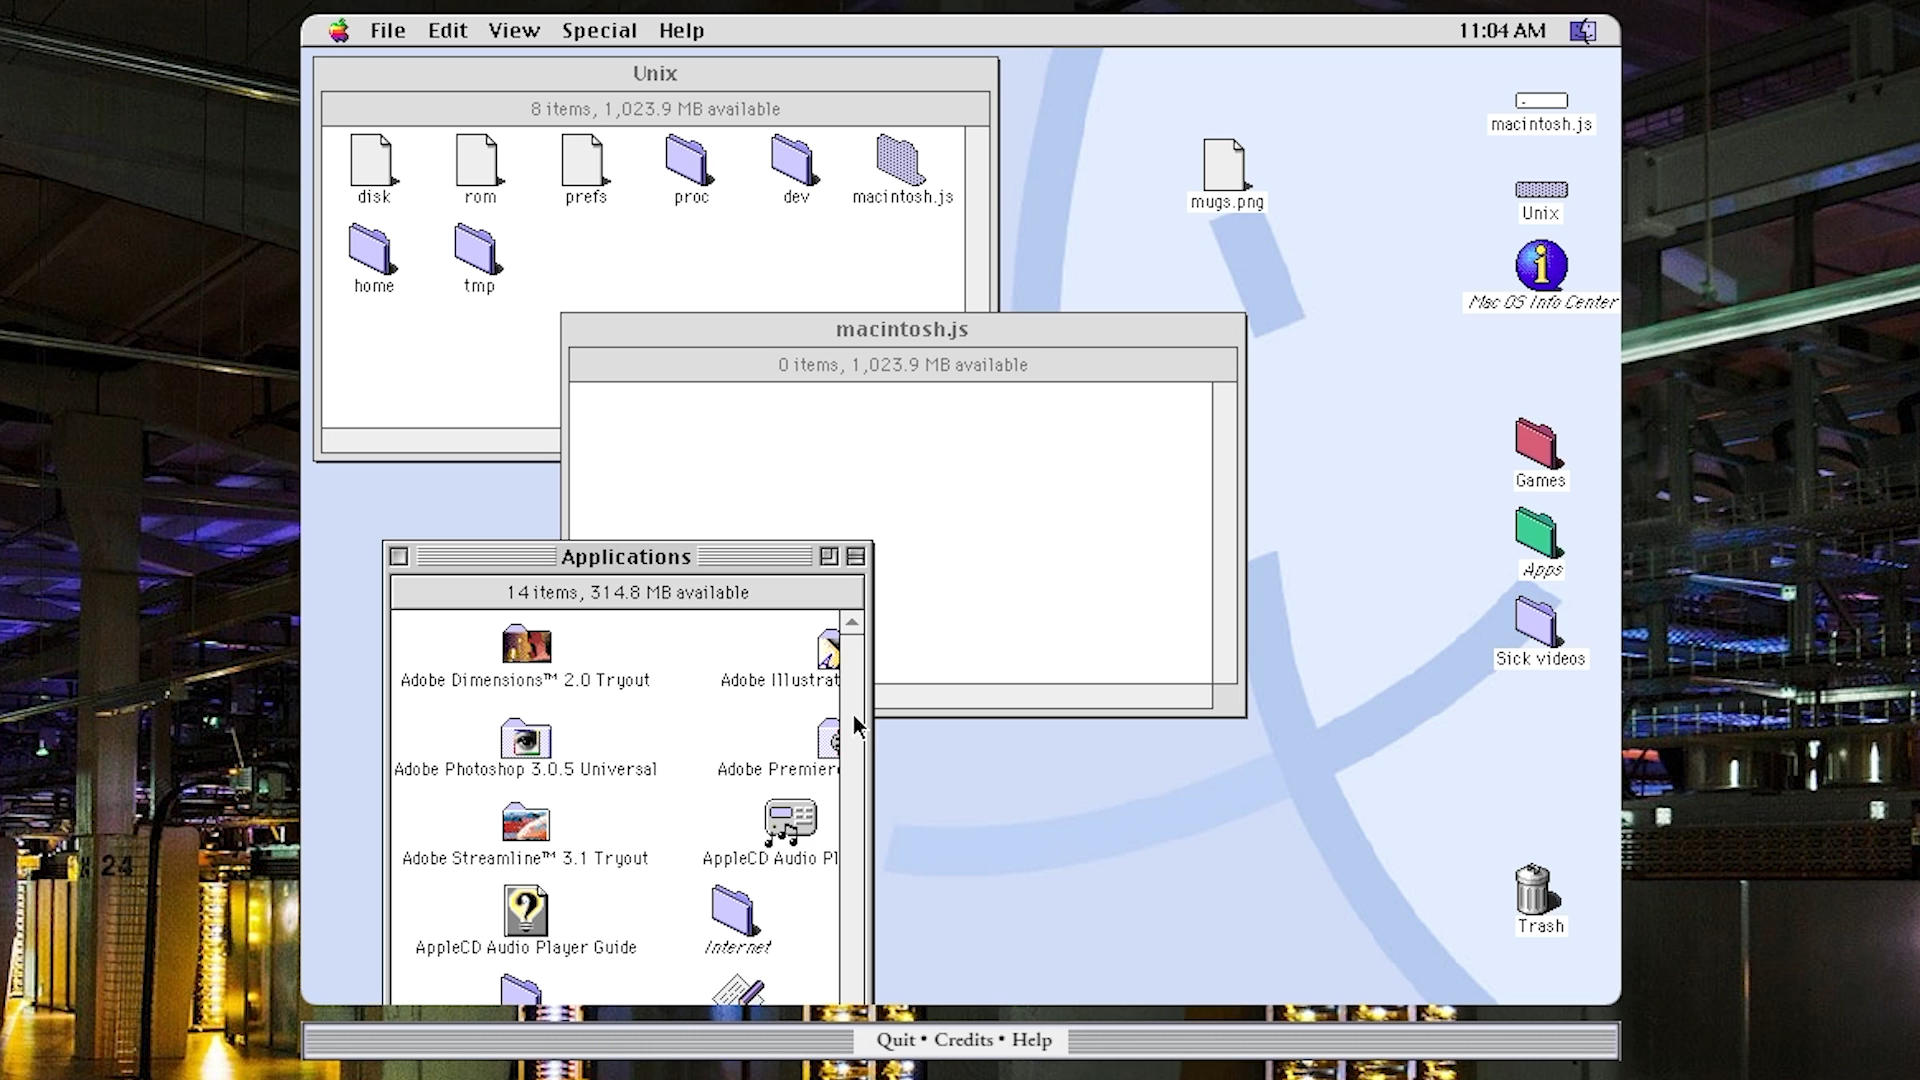 File Edit View Special Help 11:04 AM
Unix
8 items, 1,023.9 MB available
disk rom prefs proc dev macintosh.js
home tmp
macintosh.js
0 items, 1,023.9 MB available
Applications
14 items, 314.8 MB available
Adobe Dimensions™ 2.0 Tryout Adobe Illustrat
Adobe Photoshop 3.0.5 Universal Adobe Premier
Adobe Streamline™ 3.1 Tryout AppleCD Audio Pl
AppleCD Audio Player Guide Internet
mugs.png
macintosh.js
Unix
Mac OS Info Center
Games
Apps
Sick videos
Trash
24
Quit • Credits • Help